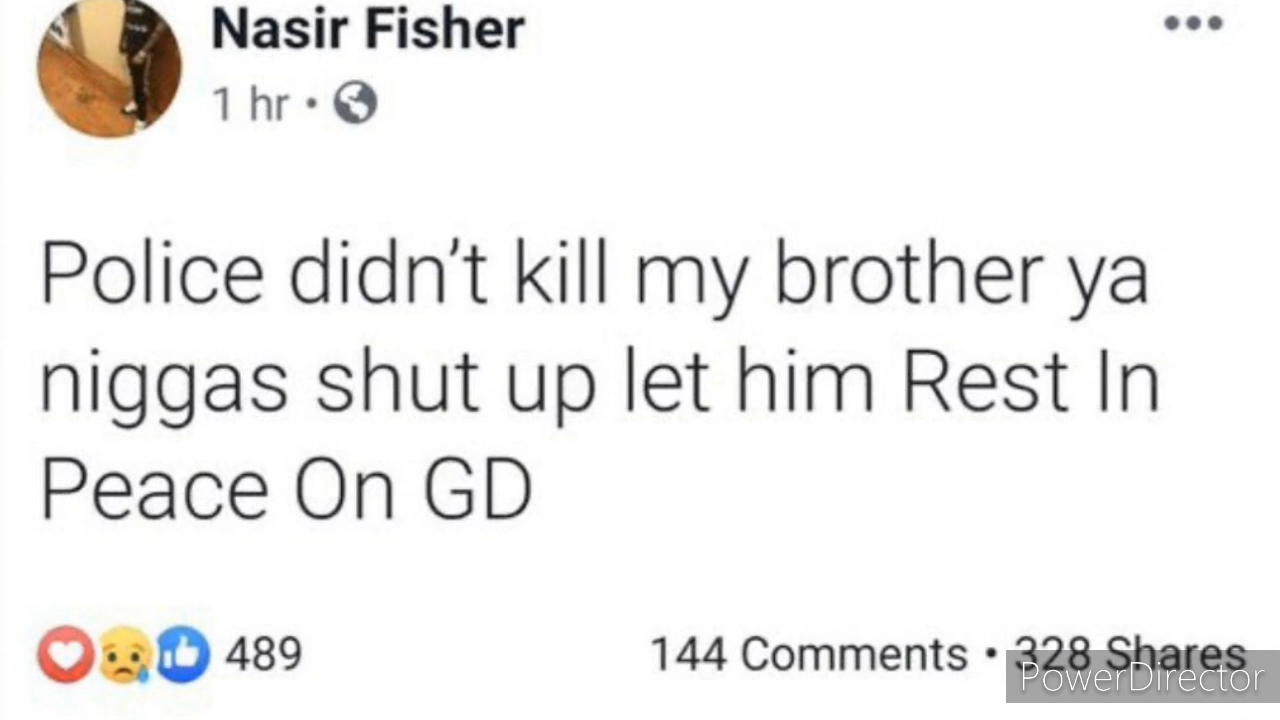 Nasir Fisher
1 hr •
Police didn't kill my brother ya
niggas shut up let him Rest In
Peace On GD
489
144 Comments • 328 Shares
PowerDirector